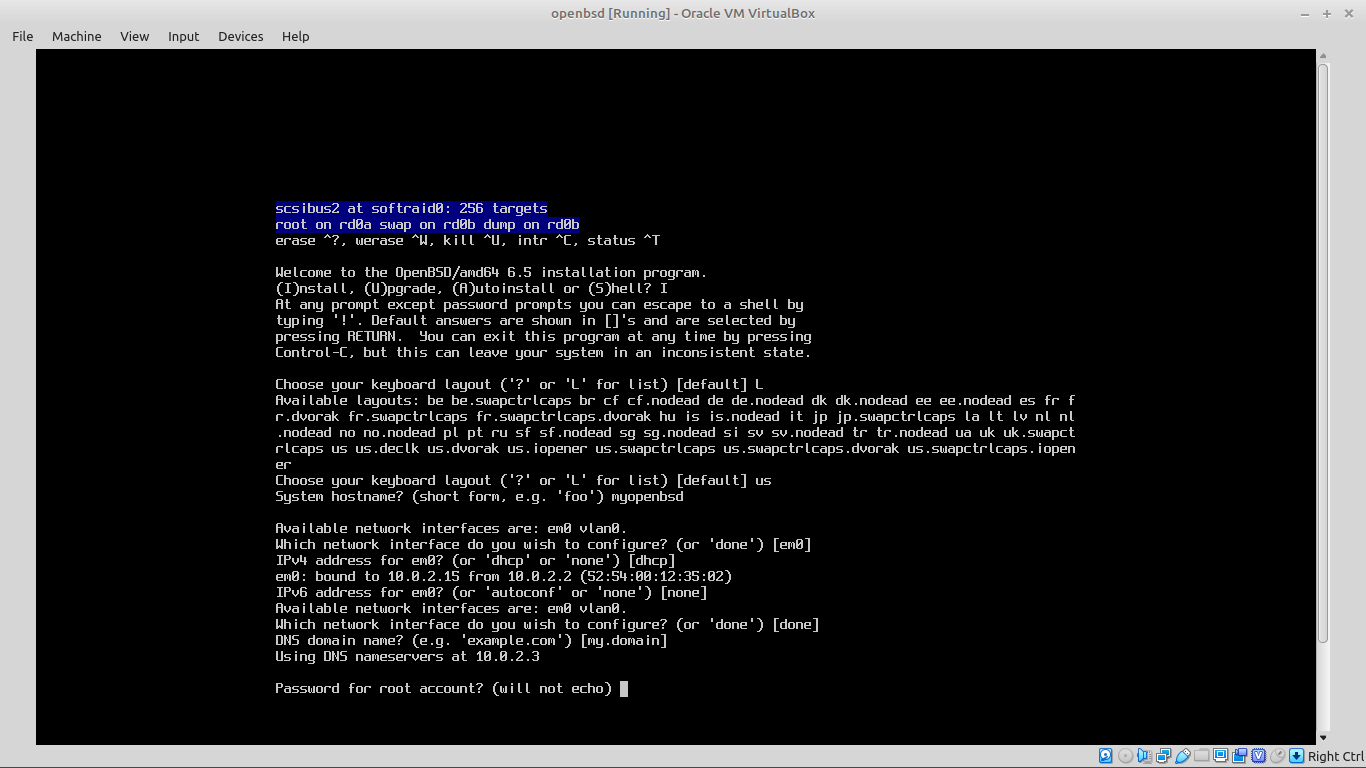 openbsd [Running] - Oracle VM VirtualBox
File Machine View Input Devices Help
scsibus2 at softraid0: 256 targets
root on rd0a swap on rd0b dump on rd0b
erase ^?, werase ^W, kill ^U, intr ^C, status ^T
Welcome to the OpenBSD/amd64 6.5 installation program.
(I)nstall, (U)pgrade, (A)utoinstall or (S)hell? I
At any prompt except password prompts you can escape to a shell by
typing '!'. Default answers are shown in []'s and are selected by
pressing RETURN.  You can exit this program at any time by pressing
Control-C, but this can leave your system in an inconsistent state.
Choose your keyboard layout ('?' or 'L' for list) [default] L
Available layouts: be be.swapctrlcaps br cf cf.nodead de de.nodead dk dk.nodead ee ee.nodead es fr f
r.dvorak fr.swapctrlcaps fr.swapctrlcaps.dvorak hu is is.nodead it jp jp.swapctrlcaps la lt lv nl nl
.nodead no no.nodead pl pt ru sf sf.nodead sg sg.nodead si sv sv.nodead tr tr.nodead ua uk uk.swapct
rlcaps us us.declk us.dvorak us.iopener us.swapctrlcaps us.swapctrlcaps.dvorak us.swapctrlcaps.iopen
er
Choose your keyboard layout ('?' or 'L' for list) [default] us
System hostname? (short form, e.g. 'foo') myopenbsd
Available network interfaces are: em0 vlan0.
Which network interface do you wish to configure? (or 'done') [em0]
IPv4 address for em0? (or 'dhcp' or 'none') [dhcp]
em0: bound to 10.0.2.15 from 10.0.2.2 (52:54:00:12:35:02)
IPv6 address for em0? (or 'autoconf' or 'none') [none]
Available network interfaces are: em0 vlan0.
Which network interface do you wish to configure? (or 'done') [done]
DNS domain name? (e.g. 'example.com') [my.domain]
Using DNS nameservers at 10.0.2.3
Password for root account? (will not echo)
Right Ctrl